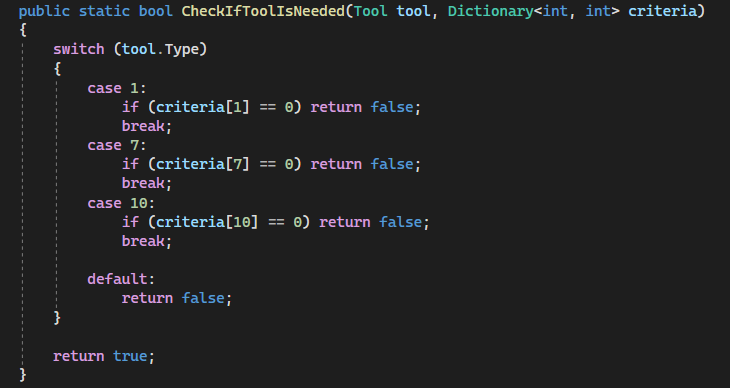 public static bool CheckIfToolIsNeeded(Tool tool, Dictionary<int, int> criteria)
{
    switch (tool.Type)
    {
        case 1:
            if (criteria[1] == 0) return false;
            break;
        case 7:
            if (criteria[7] == 0) return false;
            break;
        case 10:
            if (criteria[10] == 0) return false;
            break;

        default:
            return false;
    }

    return true;
}